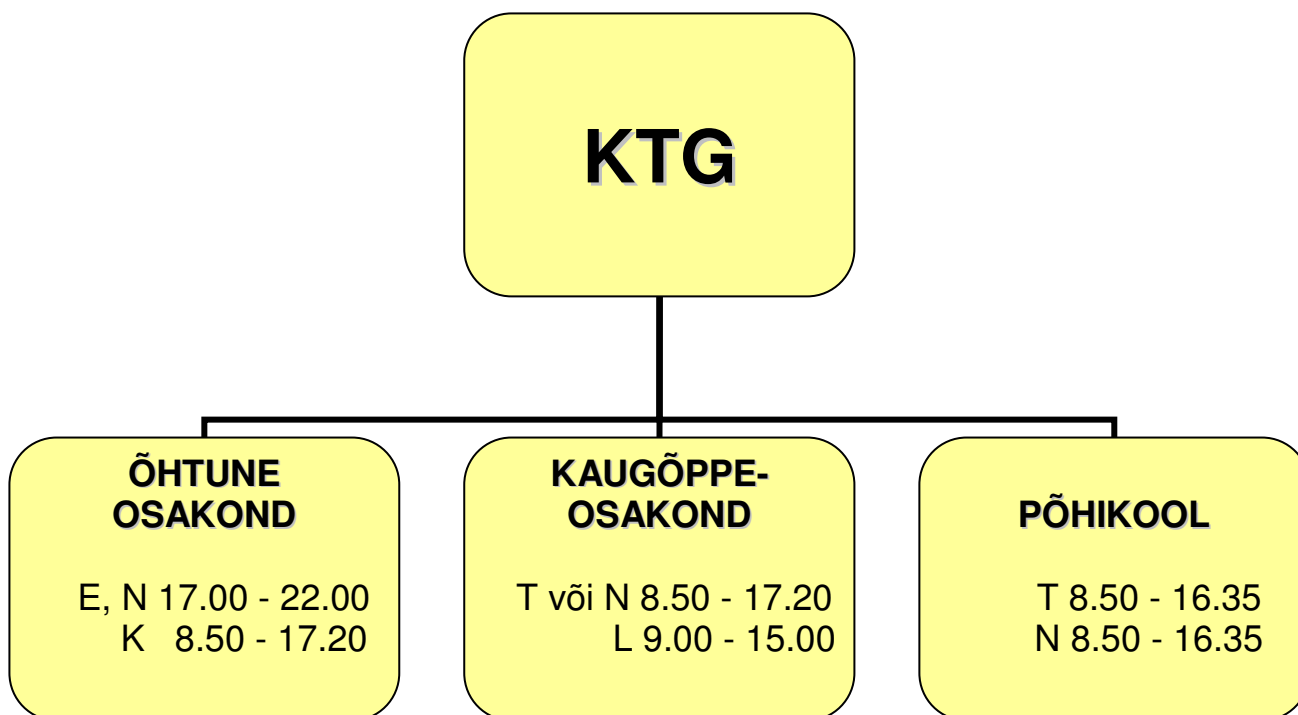 KTG
ÕHTUNE
OSAKOND
E, N 17.00 - 22.00
K 8.50 - 17.20
KAUGÕPPE-
OSAKOND
T või N 8.50 - 17.20
L 9.00 - 15.00
PÕHIKOOL
T 8.50 - 16.35
N 8.50 - 16.35